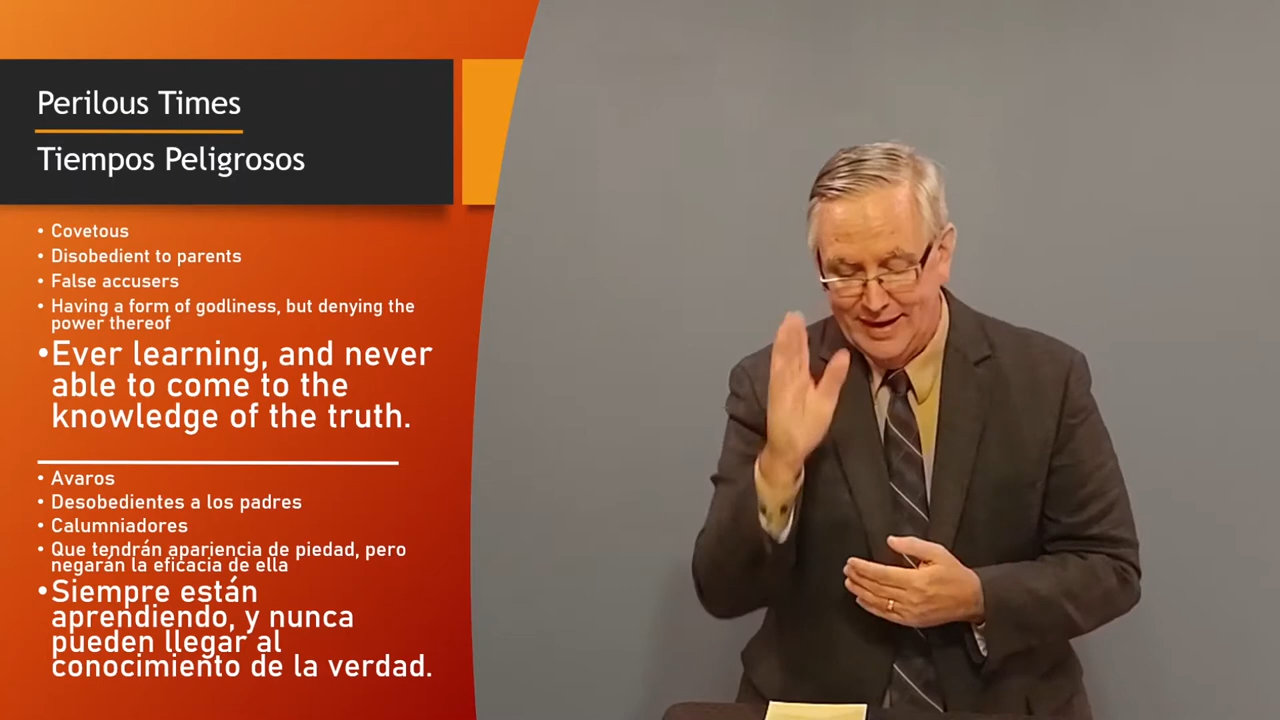 Perilous Times
Tiempos Peligrosos
• Covetous
• Disobedient to parents
• False accusers
• Having a form of godliness, but denying the
power thereof
•Ever learning, and never
able to come to the
knowledge of the truth.
• Avaros
• Desobedientes a los padres
• Calumniadores
• Que tendrán apariencia de piedad, pero
negarán la eficacia de ella
•Siempre están
aprendiendo, y nunca
pueden llegar al
conocimiento de la verdad.